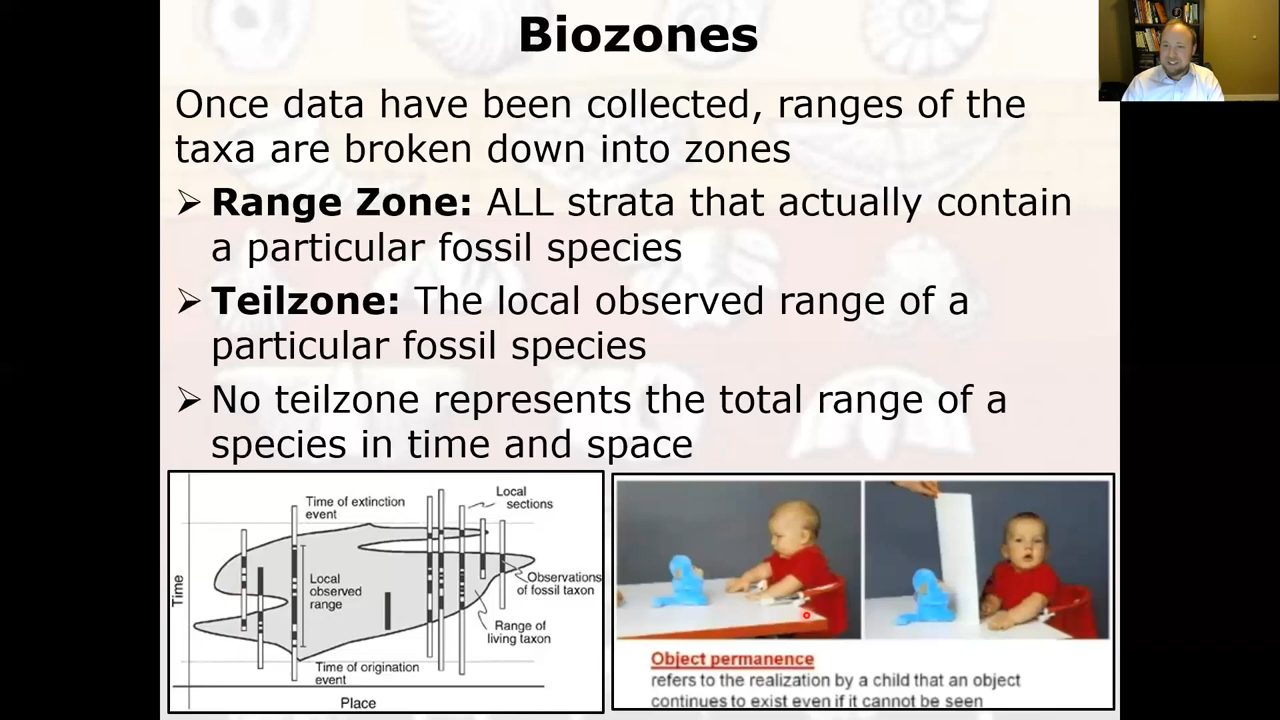 Biozones
Once data have been collected, ranges of the
taxa are broken down into zones
Range Zone: ALL strata that actually contain
a particular fossil species
Teilzone: The local observed range of a
particular fossil species
No teilzone represents the total range of a
species in time and space
Time of extinction
event
Local
sections
Time
Local
observed
range
Observations
of fossil taxon
Range of
living taxon
Time of origination
event
Place
Object permanence
refers to the realization by a child that an object
continues to exist even if it cannot be seen